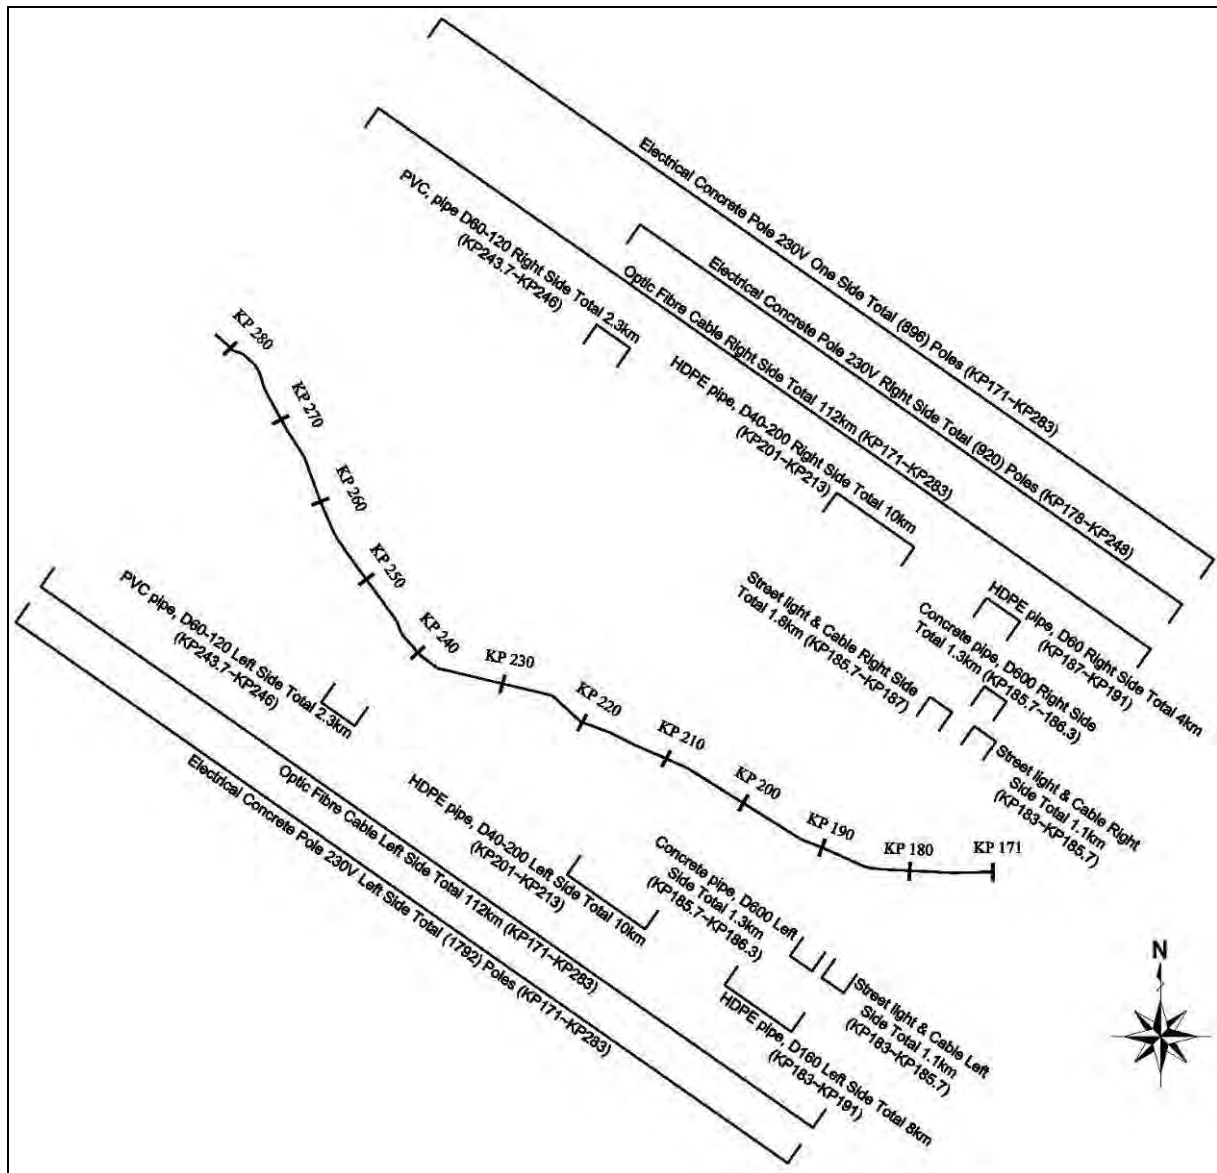 Electrical Concrete Pole 230V One Side Total (896) Poles (KP171~KP283)
Electrical Concrete Pole 230V Right Side Total (920) Poles (KP178~KP248)
Optic Fibre Cable Right Side Total 112km (KP171~KP283)
PVC, pipe D60-120 Right Side Total 2.3km
(KP243.7~KP246)
HDPE pipe, D40-200 Right Side Total 10km
(KP201~KP213)
HDPE pipe, D60 Right Side Total 4km
(KP187~KP191)
Concrete pipe, D600 Right Side
Total 1.3km (KP185.7~186.3)
Street light & Cable Right Side
Total 1.8km (KP185.7~KP187)
Street light & Cable Right
Side Total 1.1km
(KP183~KP185.7)
KP 280
KP 270
KP 260
KP 250
KP 240
KP 230
KP 220
KP 210
KP 200
KP 190
KP 180
KP 171
PVC pipe, D60-120 Left Side Total 2.3km
(KP243.7~KP246)
Optic Fibre Cable Left Side Total 112km (KP171~KP283)
Electrical Concrete Pole 230V Left Side Total (1792) Poles (KP171~KP283)
HDPE pipe, D40-200 Left Side Total 10km
(KP201~KP213)
Concrete pipe, D600 Left
Side Total 1.3km
(KP185.7~KP186.3)
Street light & Cable Left
Side Total 1.1km
(KP183~KP185.7)
HDPE pipe, D160 Left Side Total 8km
(KP183~KP191)
N